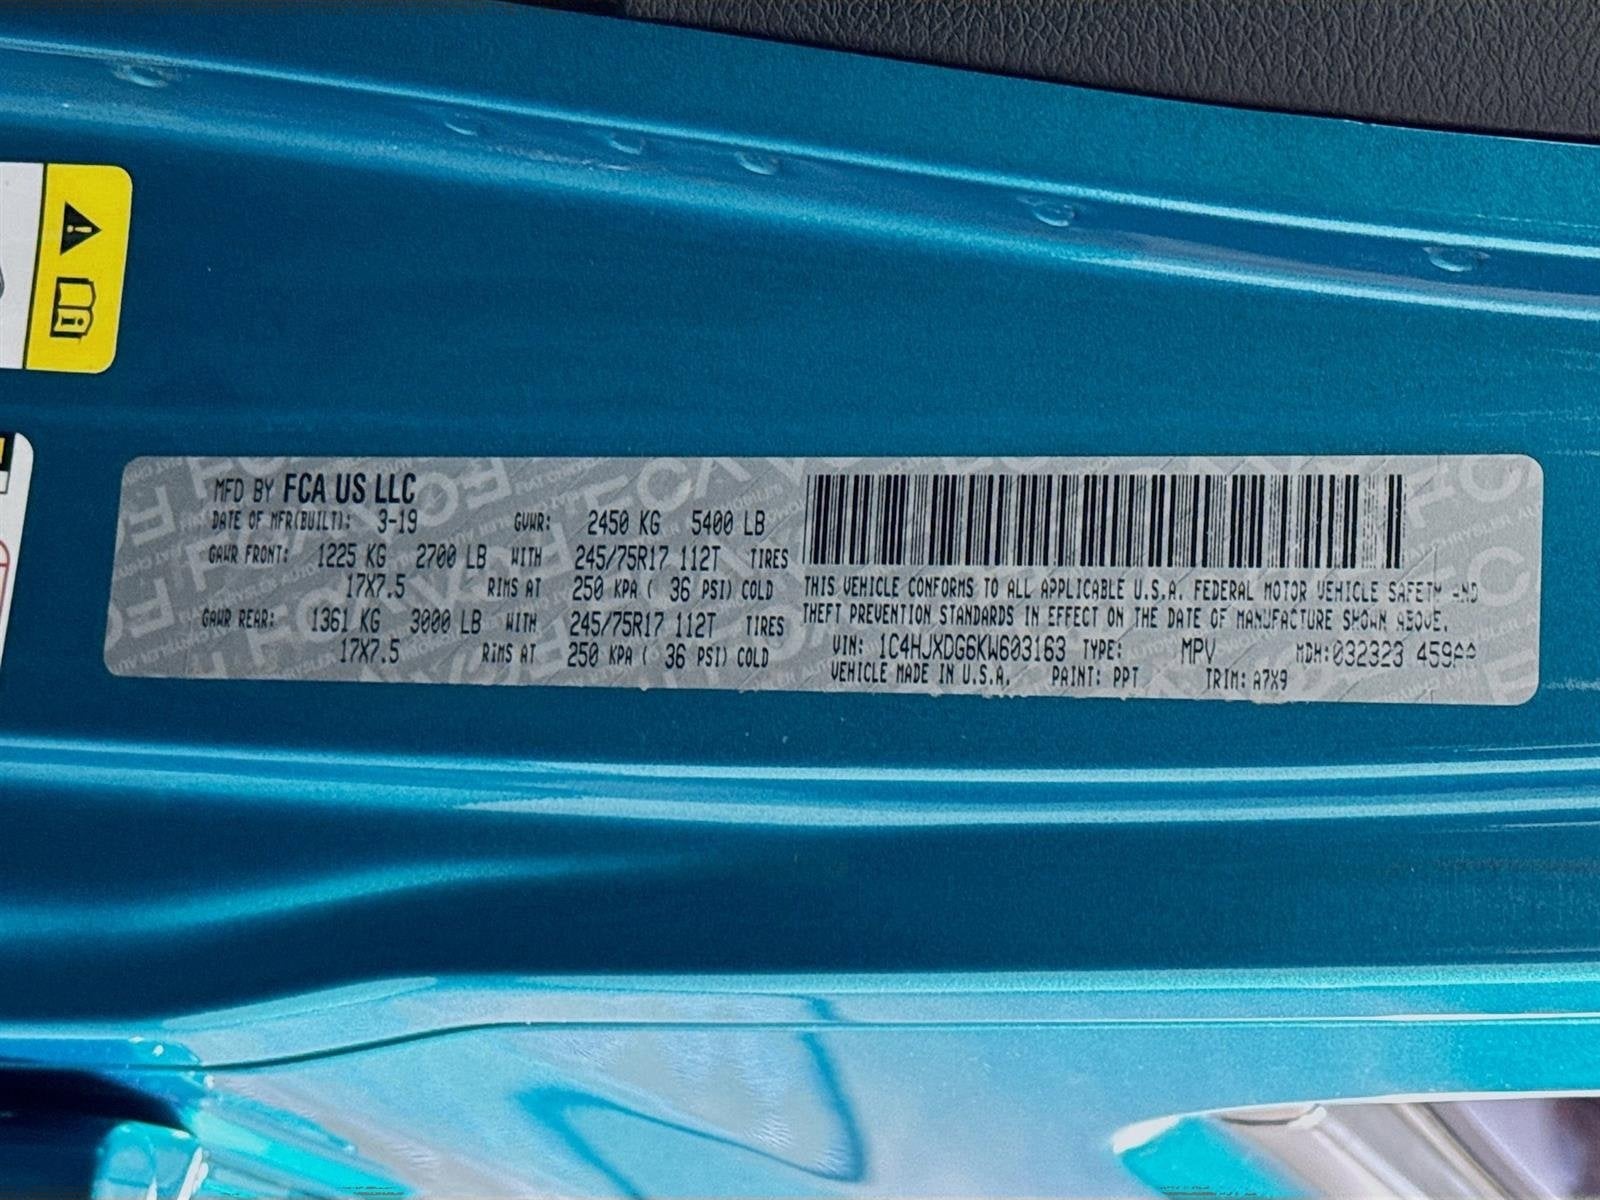 MFD BY FCA US LLC
DATE OF MFR(BUILT): 3-19 GVWR: 2450 KG 5400 LB
GAWR FRONT: 1225 KG 2700 LB WITH 245/75R17 112T TIRES
17X7.5 RIMS AT 250 KPA ( 36 PSI) COLD
GAWR REAR: 1361 KG 3000 LB WITH 245/75R17 112T TIRES
17X7.5 RIMS AT 250 KPA ( 36 PSI) COLD
THIS VEHICLE CONFORMS TO ALL APPLICABLE U.S.A. FEDERAL MOTOR VEHICLE SAFETY AND
THEFT PREVENTION STANDARDS IN EFFECT ON THE DATE OF MANUFACTURE SHOWN ABOVE.
VIN: 1C4HJXDG6KW603163 TYPE: MPV MDH:032323
VEHICLE MADE IN U.S.A. PAINT: PPT TRIM: A7X9